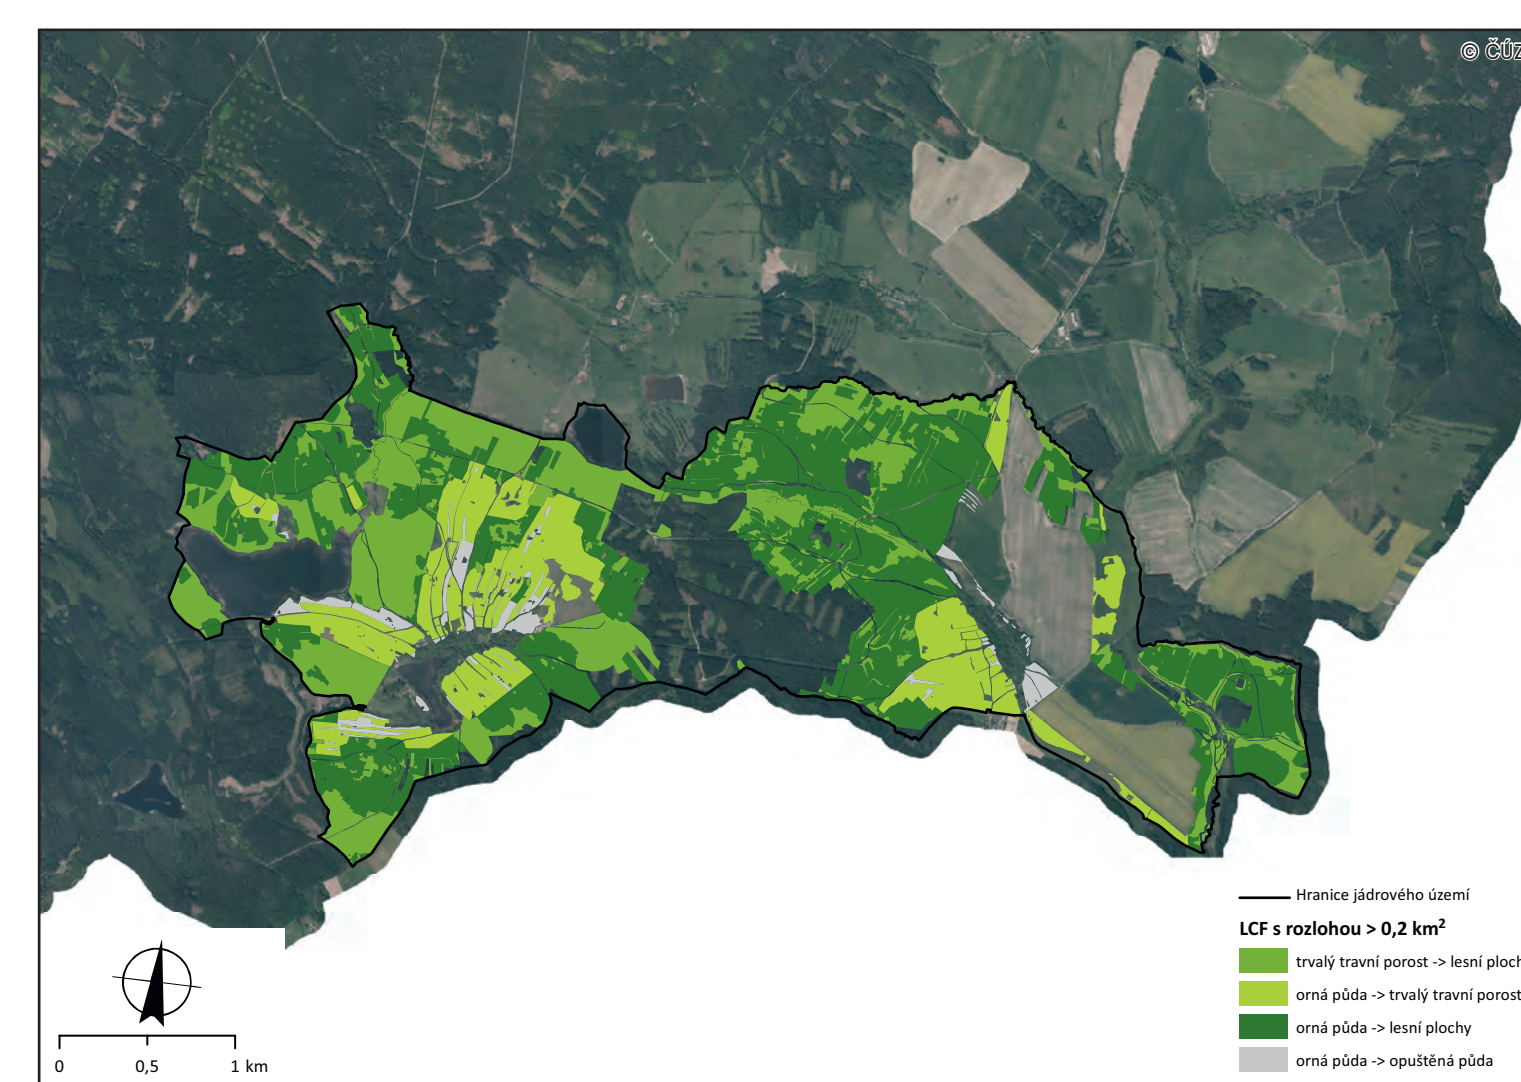 © ČÚZ
Hranice jádrového území
LCF s rozlohou > 0,2 km²
trvalý travní porost -> lesní ploch
orná půda -> trvalý travní porost
orná půda -> lesní plochy
orná půda -> opuštěná půda
0 0,5 1 km